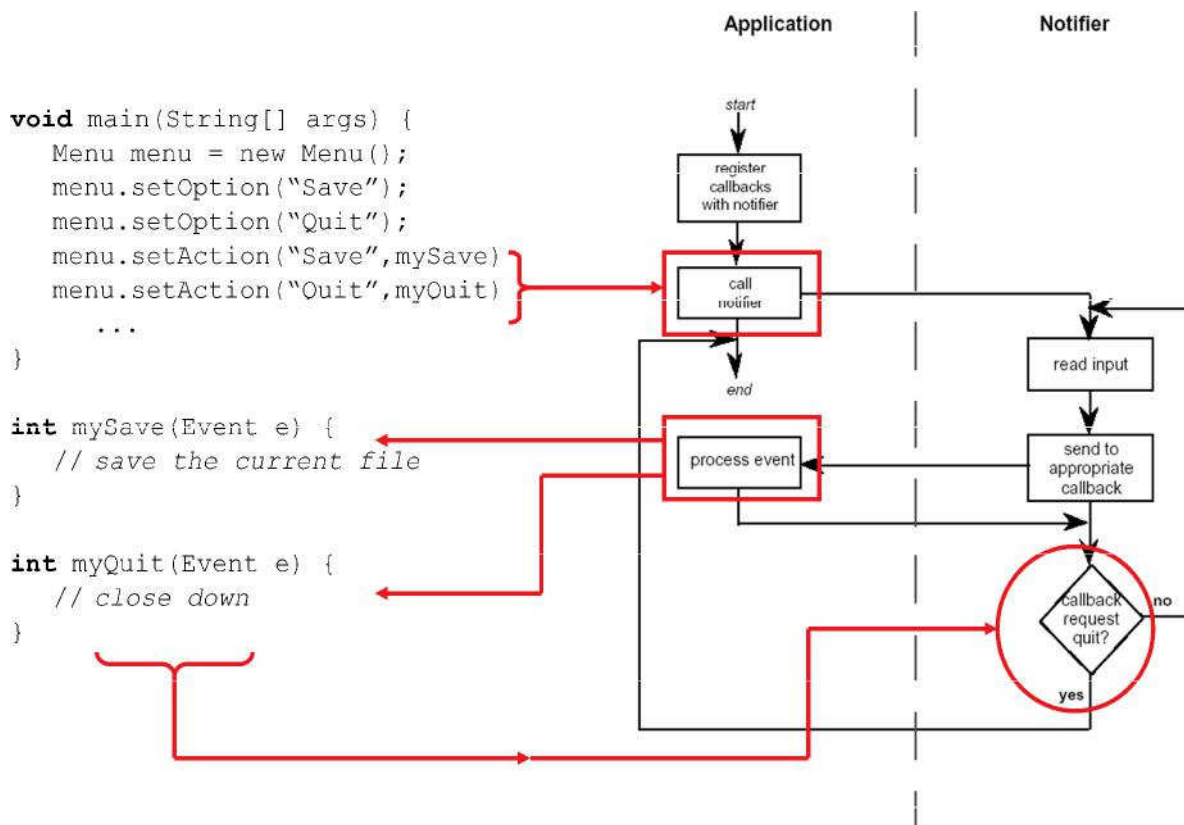 Application
Notifier
void main(String[] args) {
Menu menu = new Menu();
menu.setOption(“Save”);
menu.setOption(“Quit”);
menu.setAction(“Save”,mySave)
menu.setAction(“Quit”,myQuit)
...
}
int mySave(Event e) {
// save the current file
}
int myQuit(Event e) {
// close down
}
start
register
callbacks
with notifier
call
notifier
end
process event
read input
send to
appropriate
callback
callback
request
quit?
no
yes